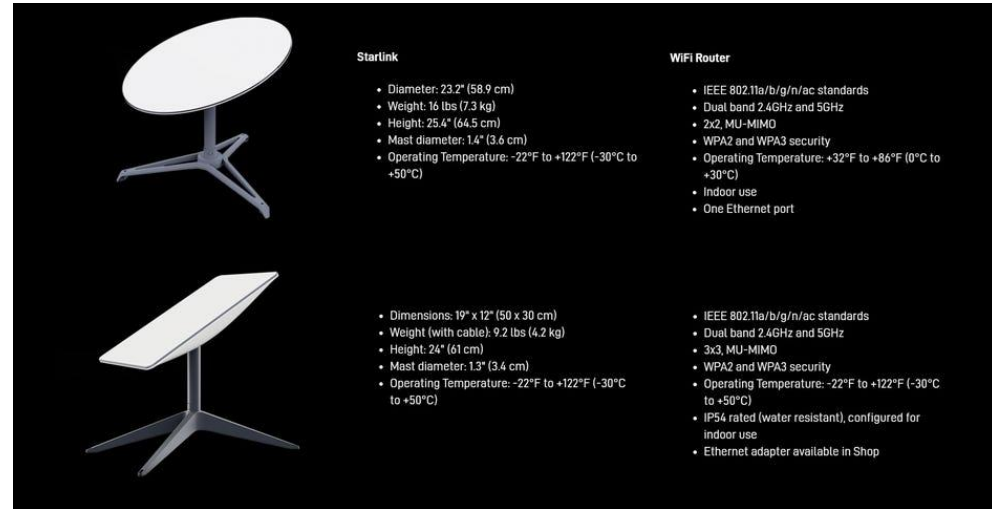 Starlink
• Diameter: 23.2" (58.9 cm)
• Weight: 16 lbs (7.3 kg)
• Height: 25.4" (64.5 cm)
• Mast diameter: 1.4" (3.6 cm)
• Operating Temperature: -22°F to +122°F (-30°C to
+50°C)
WiFi Router
• IEEE 802.11a/b/g/n/ac standards
• Dual band 2.4GHz and 5GHz
• 2x2, MU-MIMO
• WPA2 and WPA3 security
• Operating Temperature: +32°F to +86°F (0°C to
+30°C)
• Indoor use
• One Ethernet port
• Dimensions: 19" x 12" (50 x 30 cm)
• Weight (with cable): 9.2 lbs (4.2 kg)
• Height: 24" (61 cm)
• Mast diameter: 1.3" (3.4 cm)
• Operating Temperature: -22°F to +122°F (-30°C
to +50°C)
• IEEE 802.11a/b/g/n/ac standards
• Dual band 2.4GHz and 5GHz
• 3x3, MU-MIMO
• WPA2 and WPA3 security
• Operating Temperature: -22°F to +122°F (-30°C
to +50°C)
• IP54 rated (water resistant), configured for
indoor use
• Ethernet adapter available in Shop